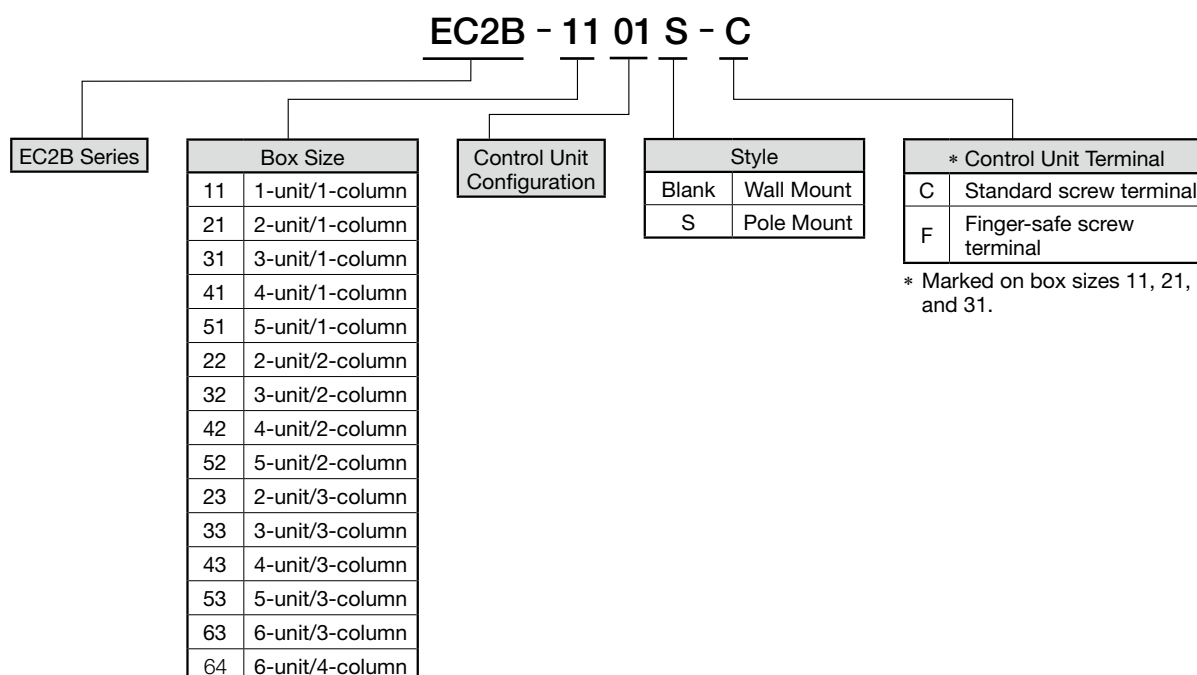 EC2B - 11 01 S - C
EC2B Series
Box Size
11 1-unit/1-column
21 2-unit/1-column
31 3-unit/1-column
41 4-unit/1-column
51 5-unit/1-column
22 2-unit/2-column
32 3-unit/2-column
42 4-unit/2-column
52 5-unit/2-column
23 2-unit/3-column
33 3-unit/3-column
43 4-unit/3-column
53 5-unit/3-column
63 6-unit/3-column
64 6-unit/4-column
Control Unit
Configuration
Style
Blank Wall Mount
S Pole Mount
* Control Unit Terminal
C Standard screw terminal
F Finger-safe screw
terminal
* Marked on box sizes 11, 21,
and 31.